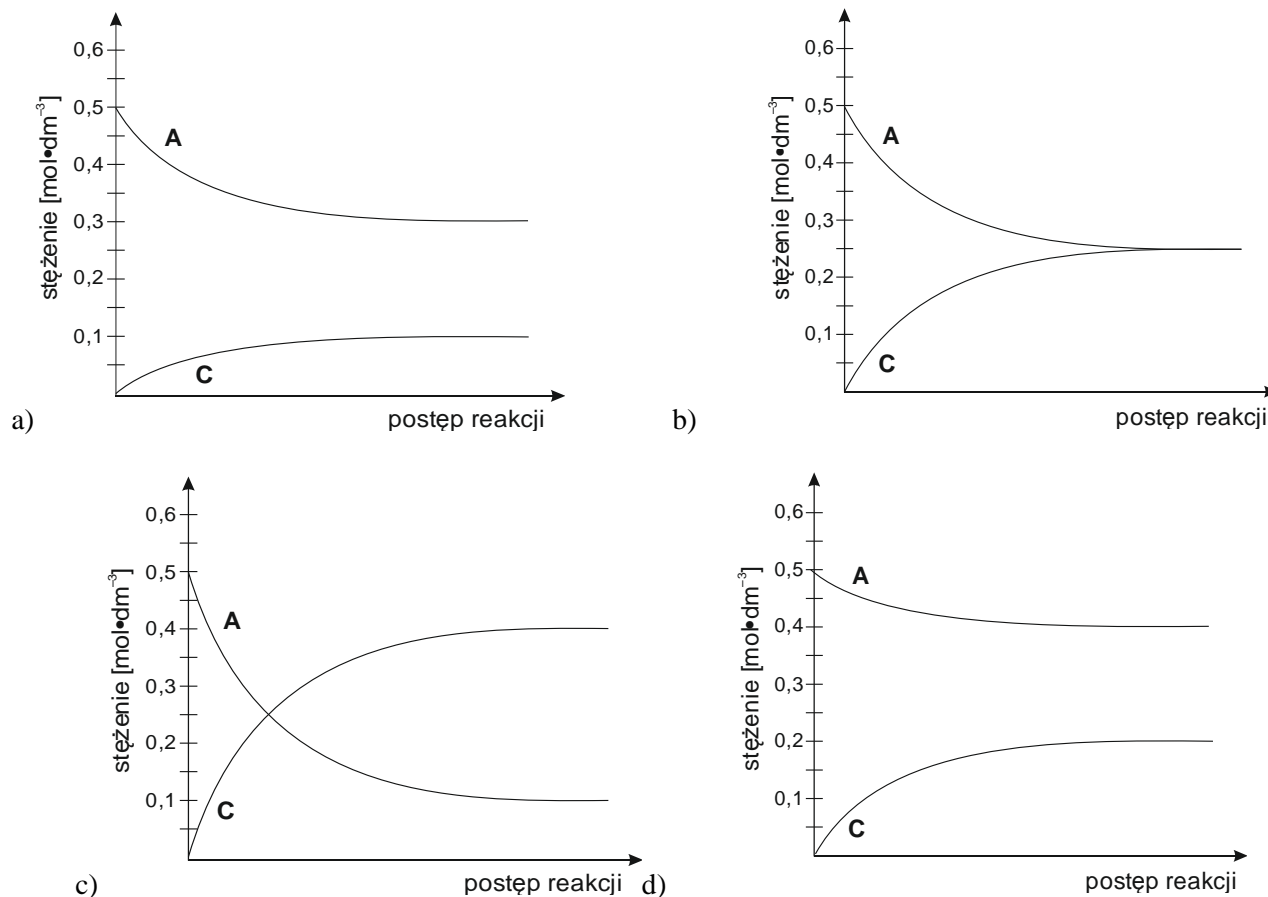 stężenie [mol•dm⁻³]
0,6
0,5
0,4
0,3
0,2
0,1
A
C
postęp reakcji
a)
stężenie [mol•dm⁻³]
0,6
0,5
0,4
0,3
0,2
0,1
A
C
postęp reakcji
b)
stężenie [mol•dm⁻³]
0,6
0,5
0,4
0,3
0,2
0,1
A
C
postęp reakcji
c)
stężenie [mol•dm⁻³]
0,6
0,5
0,4
0,3
0,2
0,1
A
C
postęp reakcji
d)